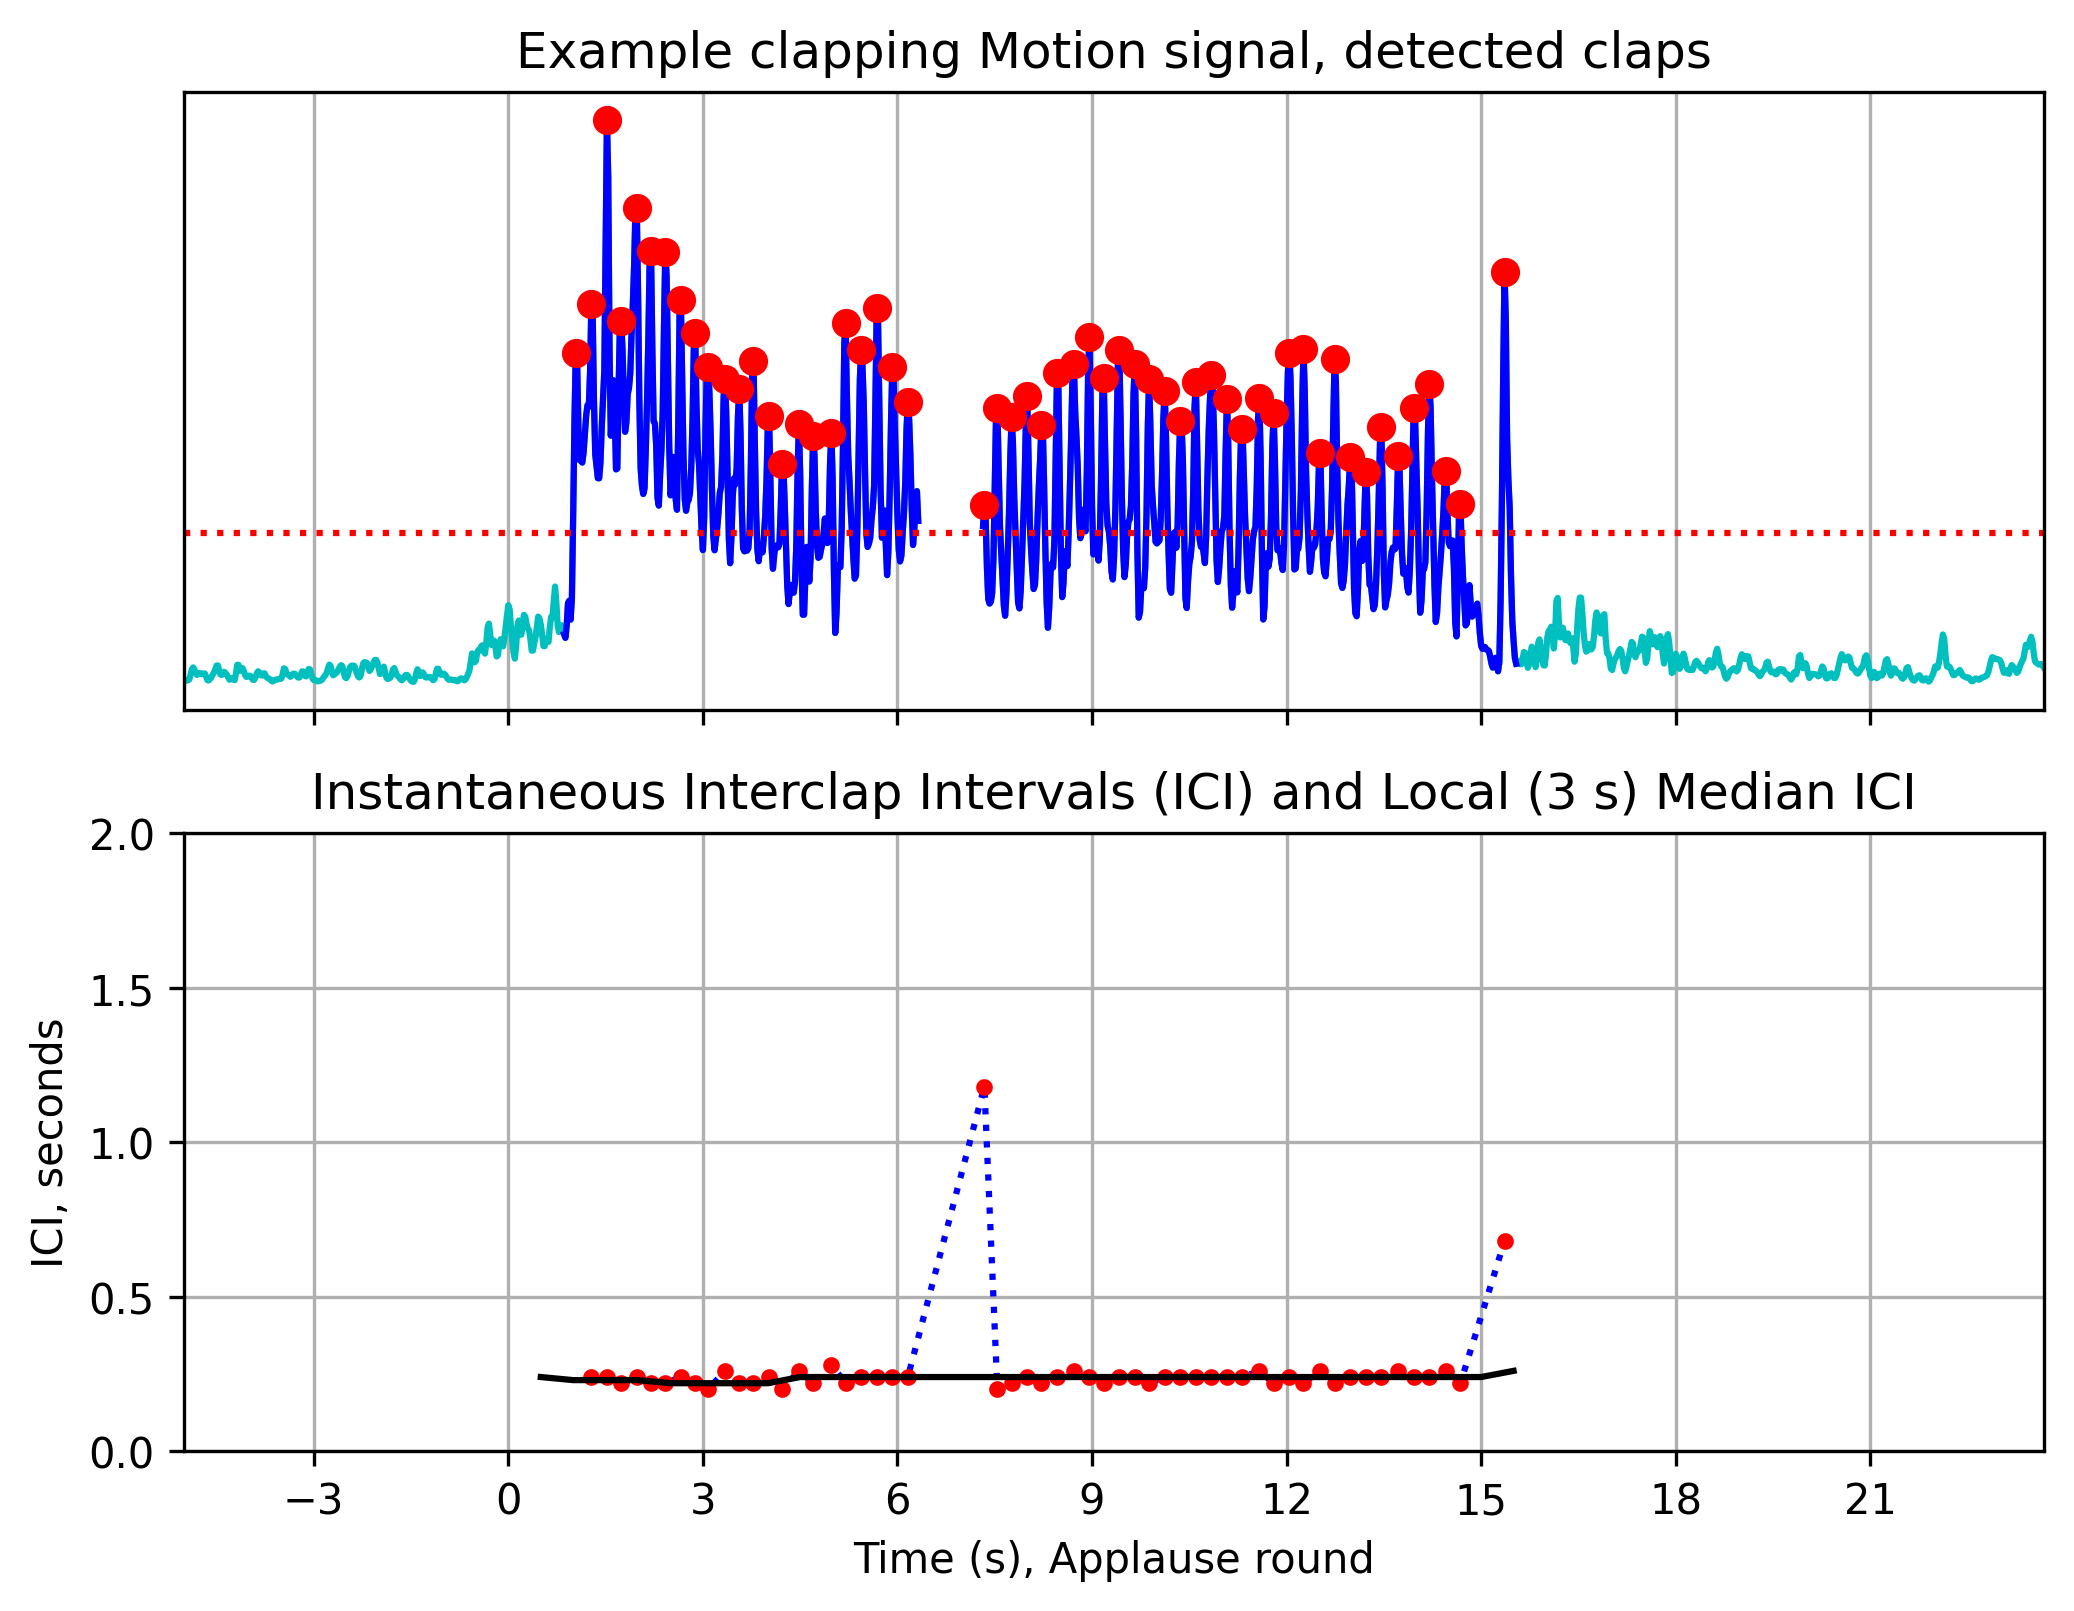 Example clapping Motion signal, detected claps
Instantaneous Interclap Intervals (ICI) and Local (3 s) Median ICI
2.0
1.5
1.0
0.5
0.0
ICI, seconds
−3 0 3 6 9 12 15 18 21
Time (s), Applause round